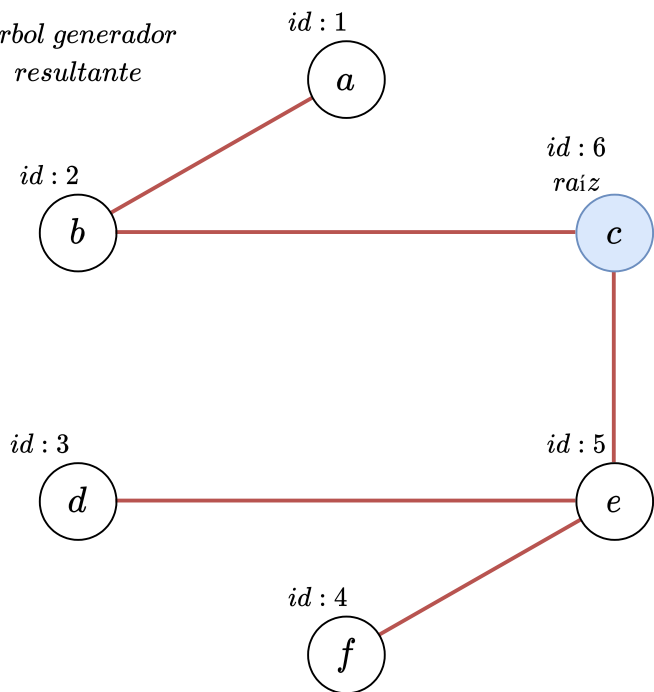 rbol generador
resultante
id : 1
a
id : 6
raíz
id : 2
b
c
id : 3
id : 5
d
e
id : 4
f